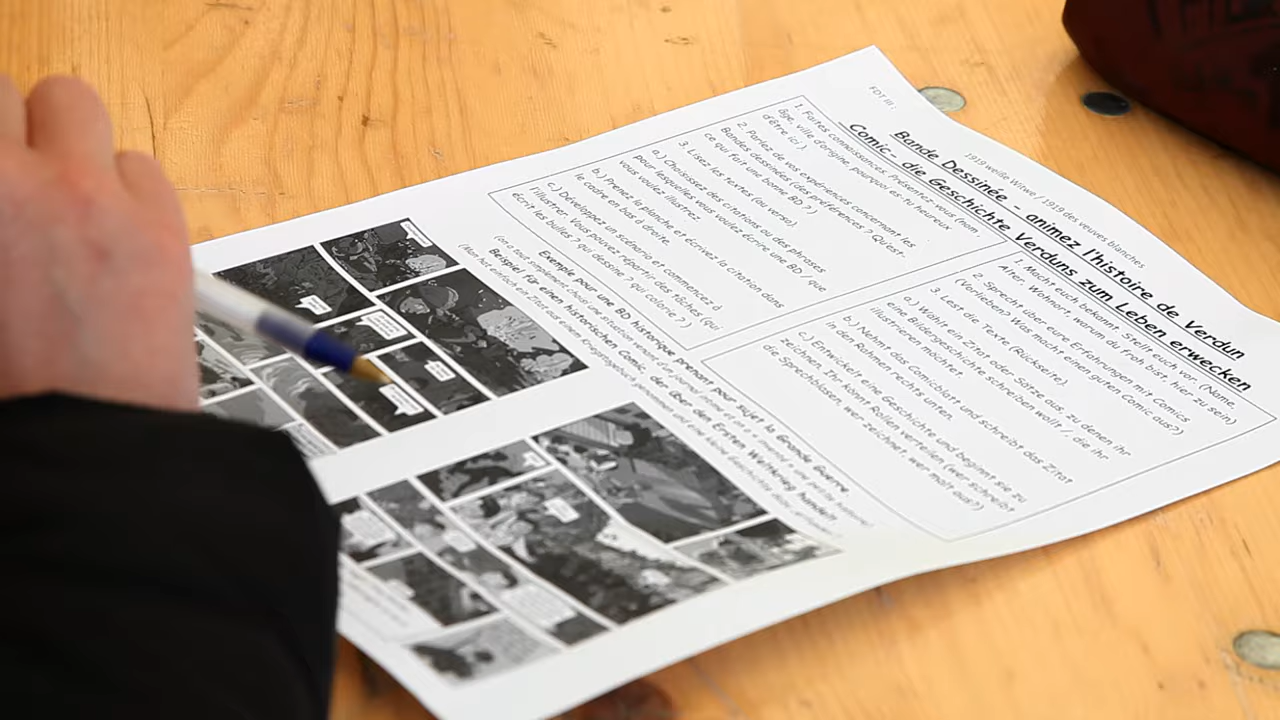 1919 weiße Witwe / 1919 des veuves blanches
FDT III :
Bande Dessinée - animez l'histoire de Verdun
Comic - die Geschichte Verduns zum Leben erwecken
1. Faites connaissances. Présentez-vous (nom,
âge, ville d'origine, pourquoi es-tu heureux
d'être ici).
2. Parlez de vos expériences concernant les
Bandes dessinées (des préférence ? Qu'est-
ce qui fait une bonne BD ?)
3. Lisez les textes (au verso).
a.) Choisissez des citations ou des phrases
pour lesquelles vous voulez écrire une BD / que
vous voulez illustrer.
b.) Prenez la planche et écrivez la citation dans
le cadre en bas à droite.
c.) Développez un scénario et commencez à
l'illustrer. Vous pouvez répartir des tâches (qui
écrit les bulles ? qui dessine ? qui colorie ?)
1. Macht euch bekannt. Stellt euch vor. (Name,
Alter, Wohnort, warum du froh bist, hier zu sein)
2. Sprecht über eure Erfahrungen mit Comics
(Vorlieben? Was macht einen guten Comic aus?)
3. Lest die Texte (Rückseite).
a.) Wählt ein Zitat oder Sätze aus, zu denen ihr
eine Bildergeschichte schreiben wollt / die ihr
illustrieren möchtet.
b.) Nehmt das Comicblatt und schreibt das Zitat
in den Rahmen rechts unten.
c.) Entwickelt eine Geschichte und beginnt sie zu
zeichnen. Ihr könnt Rollen verteilen (wer schreibt
die Sprechblasen, wer zeichnet, wer malt aus?)
Exemple pour une BD historique prenant pour sujet la Grande Guerre
Beispiel für einen historischen Comic, der über den Ersten Weltkrieg handelt